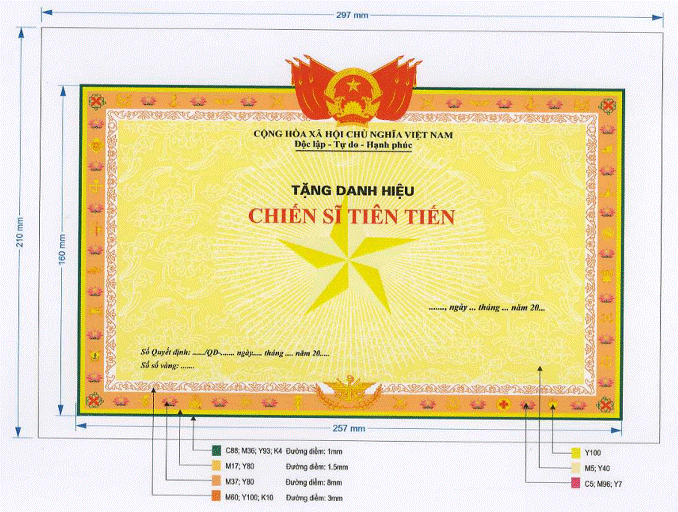 297 mm
210 mm
160 mm
CỘNG HÒA XÃ HỘI CHỦ NGHĨA VIỆT NAM
Độc lập - Tự do - Hạnh phúc
TẶNG DANH HIỆU
CHIẾN SĨ TIÊN TIẾN
........, ngày ... tháng ... năm 20...
Số Quyết định: ....../QD-....... ngày..... tháng .... năm 20.....
Số sổ vàng: .......
257 mm
C88; M36; Y93; K4 Đường diềm: 1mm
M17; Y80 Đường diềm: 1.5mm
M37; Y80 Đường diềm: 8mm
M60; Y100; K10 Đường diềm: 3mm
Y100
M5; Y40
C5; M96; Y7